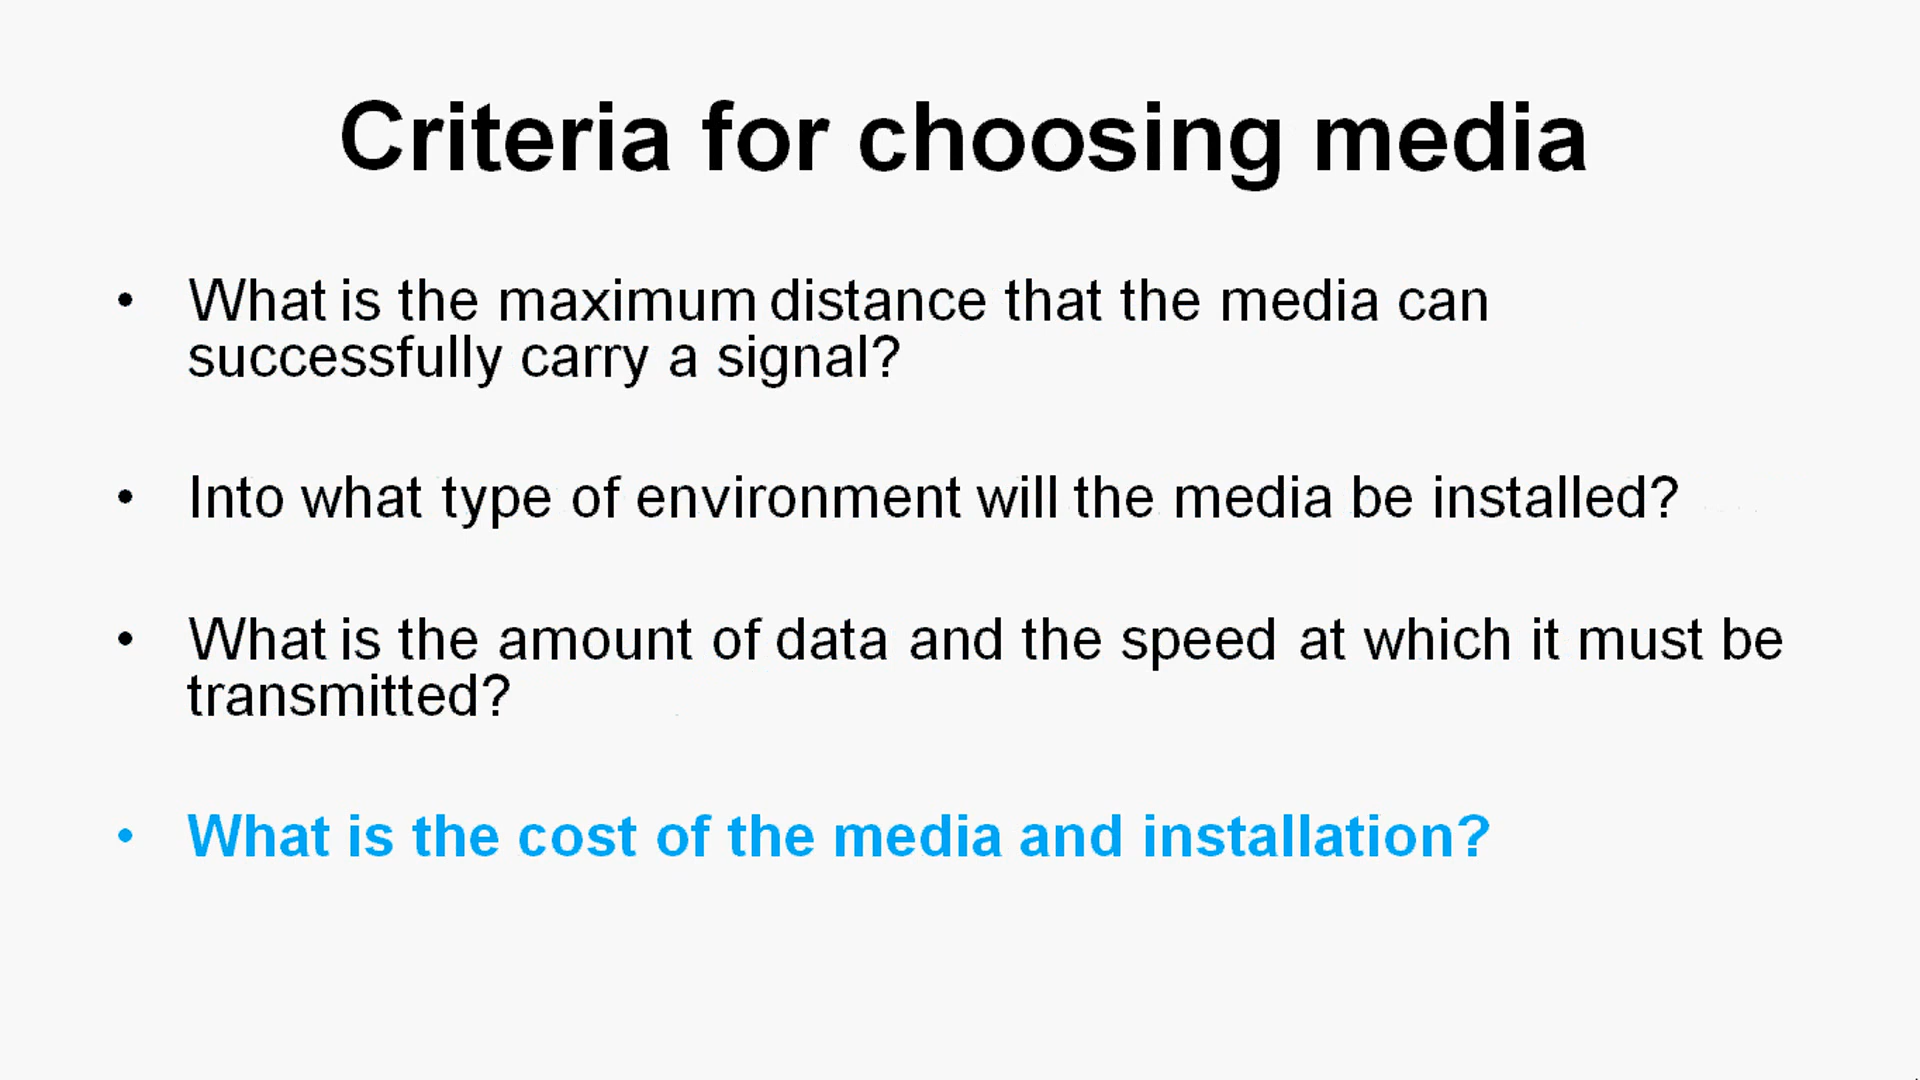 Criteria for choosing media
• What is the maximum distance that the media can
successfully carry a signal?
• Into what type of environment will the media be installed?
• What is the amount of data and the speed at which it must be
transmitted?
• What is the cost of the media and installation?